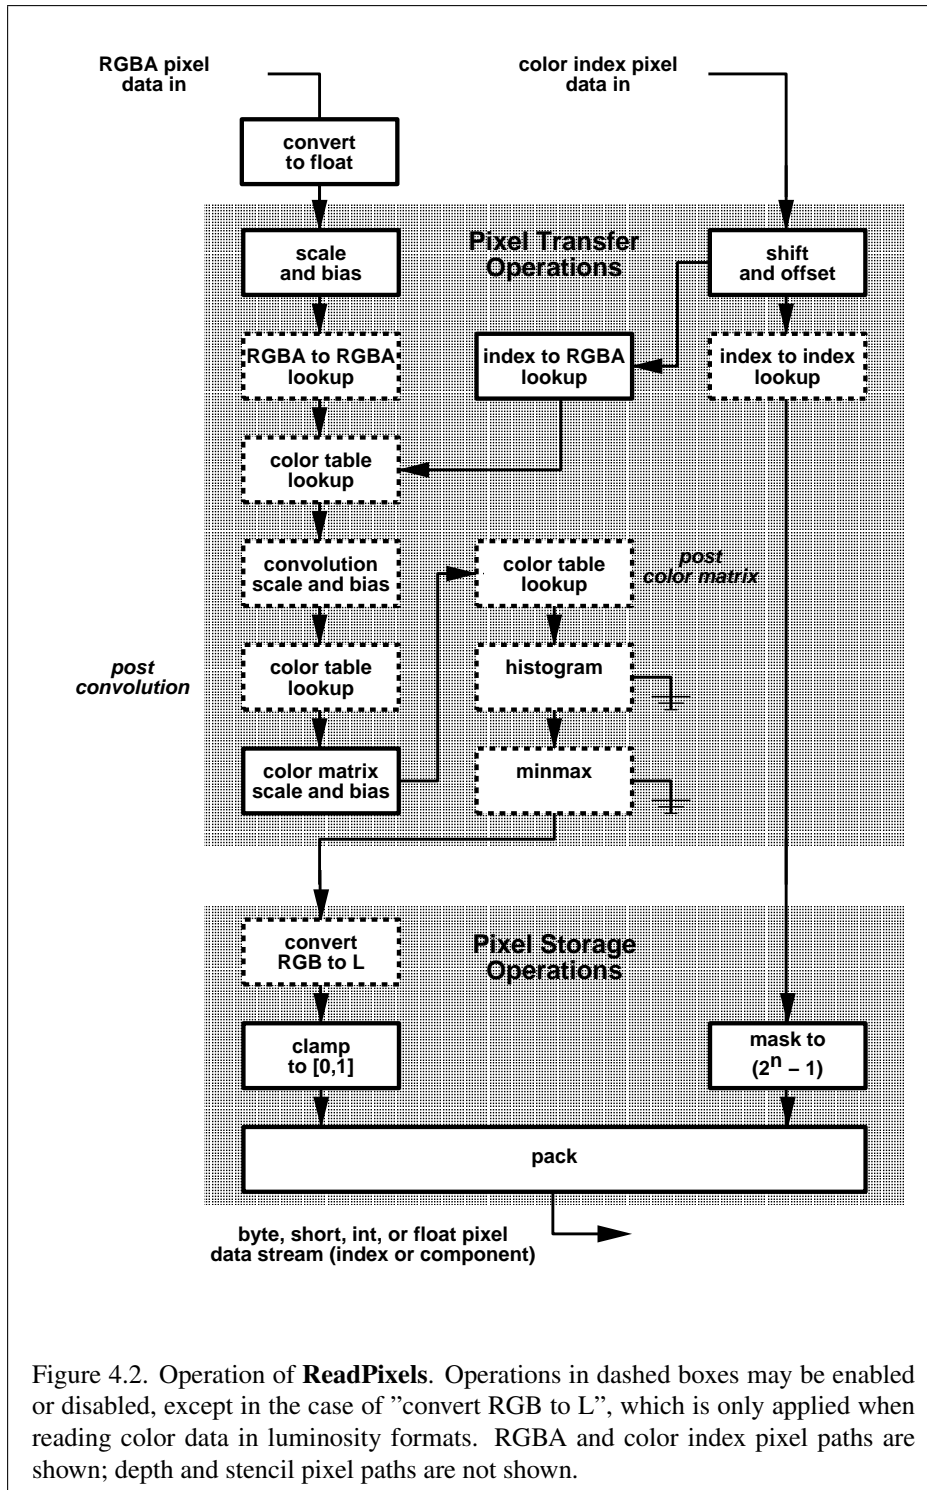 RGBA pixel
data in
color index pixel
data in
convert
to float
Pixel Transfer
Operations
scale
and bias
shift
and offset
RGBA to RGBA
lookup
index to RGBA
lookup
index to index
lookup
color table
lookup
convolution
scale and bias
color table
lookup
post
color matrix
post
convolution
color table
lookup
histogram
color matrix
scale and bias
minmax
convert
RGB to L
Pixel Storage
Operations
clamp
to [0,1]
mask to
(2^n – 1)
pack
byte, short, int, or float pixel
data stream (index or component)
Figure 4.2. Operation of ReadPixels. Operations in dashed boxes may be enabled
or disabled, except in the case of ”convert RGB to L”, which is only applied when
reading color data in luminosity formats. RGBA and color index pixel paths are
shown; depth and stencil pixel paths are not shown.